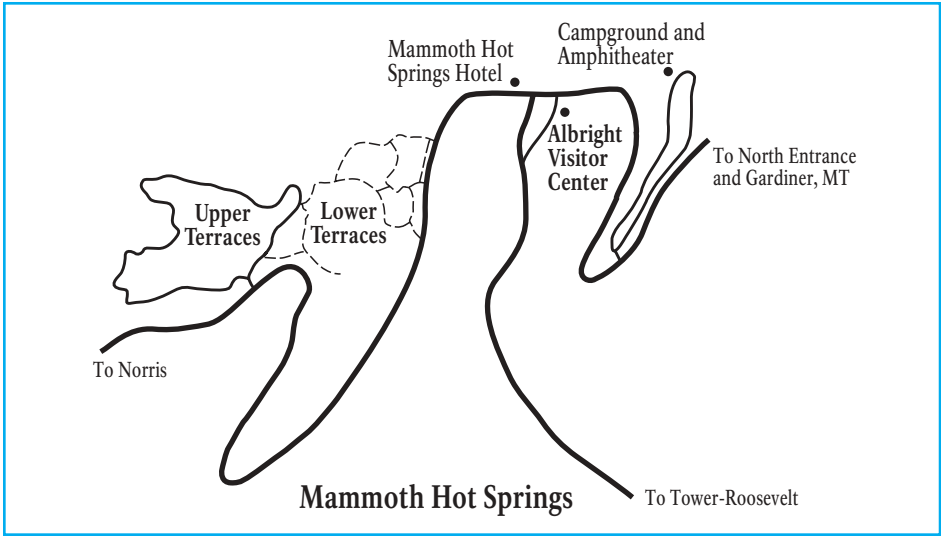 Campground and
Amphitheater
Mammoth Hot
Springs Hotel
Albright
Visitor
Center
To North Entrance
and Gardiner, MT
Upper
Terraces
Lower
Terraces
To Norris
Mammoth Hot Springs
To Tower-Roosevelt